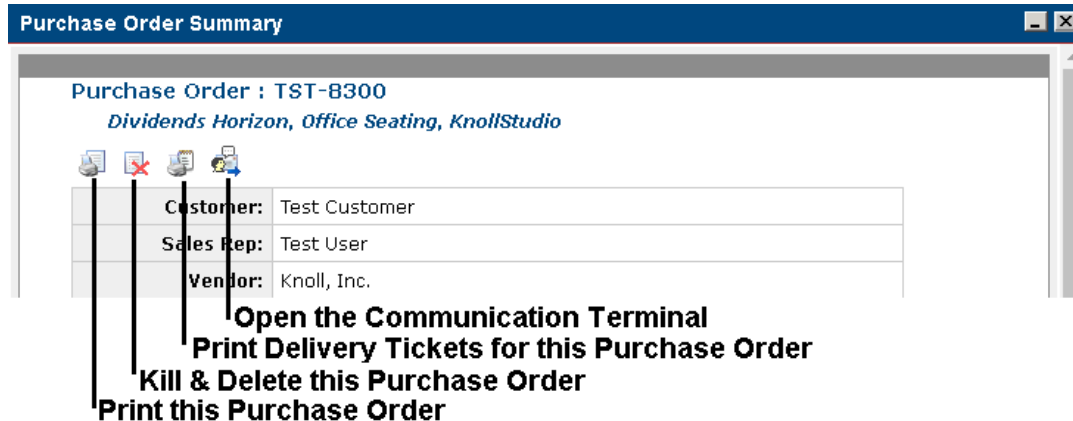 Purchase Order Summary
Purchase Order : TST-8300
Dividends Horizon, Office Seating, KnollStudio
Customer: Test Customer
Sales Rep: Test User
Vendor: Knoll, Inc.
Open the Communication Terminal
Print Delivery Tickets for this Purchase Order
Kill & Delete this Purchase Order
Print this Purchase Order